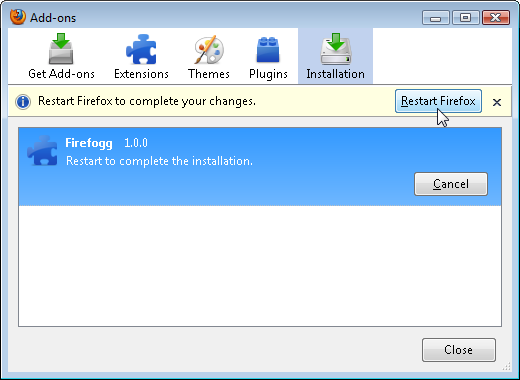 Add-ons
Get Add-ons Extensions Themes Plugins Installation
Restart Firefox to complete your changes. Restart Firefox
Firefogg 1.0.0
Restart to complete the installation.
Cancel
Close